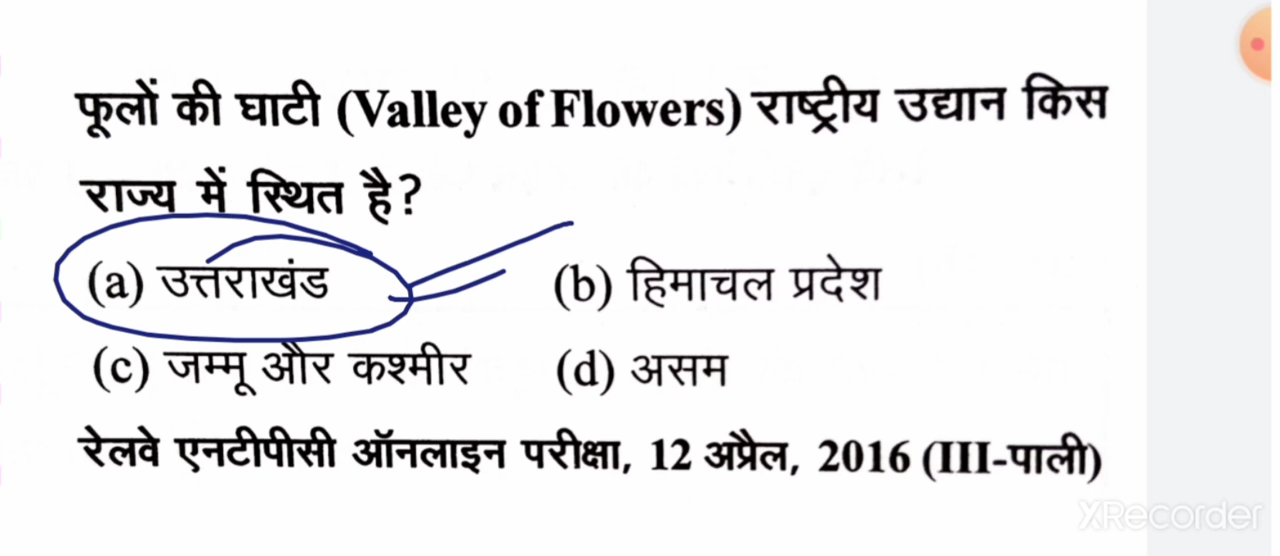 फूलों की घाटी (Valley of Flowers) राष्ट्रीय उद्यान किस
राज्य में स्थित है?
(a) उत्तराखंड (b) हिमाचल प्रदेश
(c) जम्मू और कश्मीर (d) असम
रेलवे एनटीपीसी ऑनलाइन परीक्षा, 12 अप्रैल, 2016 (III-पाली)
XRecorder